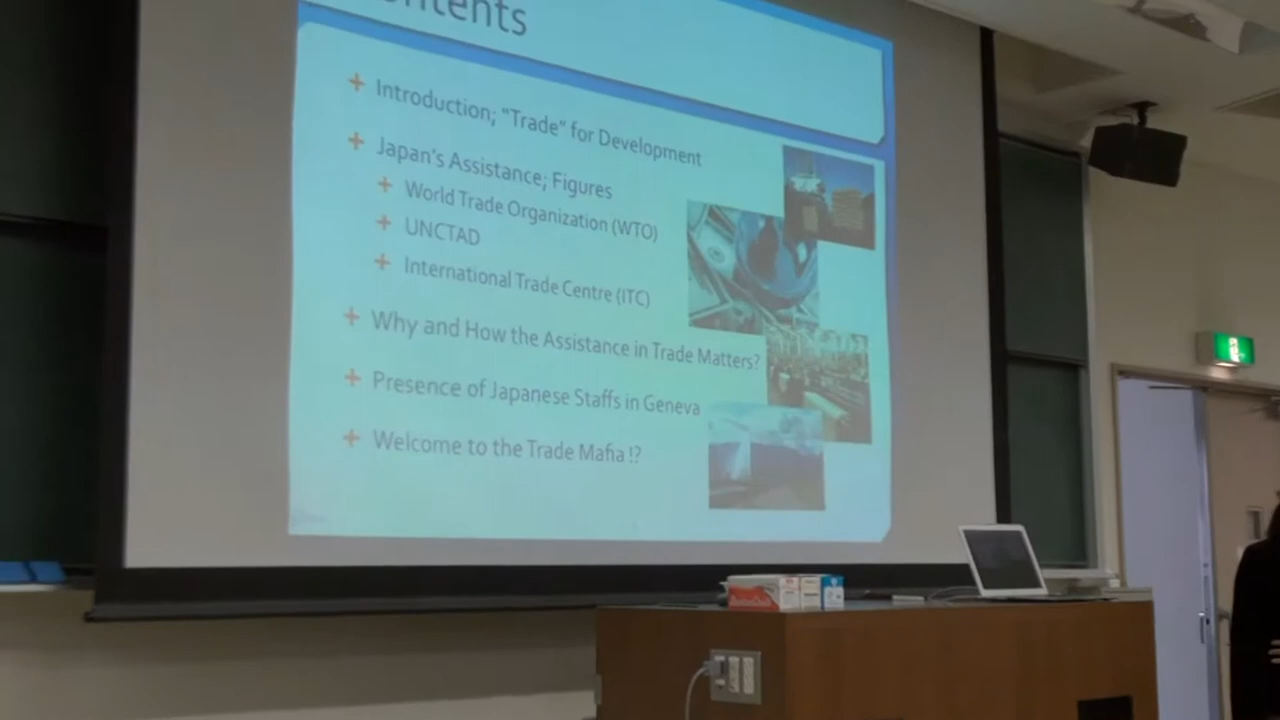 ontents
Introduction; "Trade" for Development
Japan's Assistance; Figures
World Trade Organization (WTO)
UNCTAD
International Trade Centre (ITC)
Why and How the Assistance in Trade Matters?
Presence of Japanese Staffs in Geneva
Welcome to the Trade Mafia !?